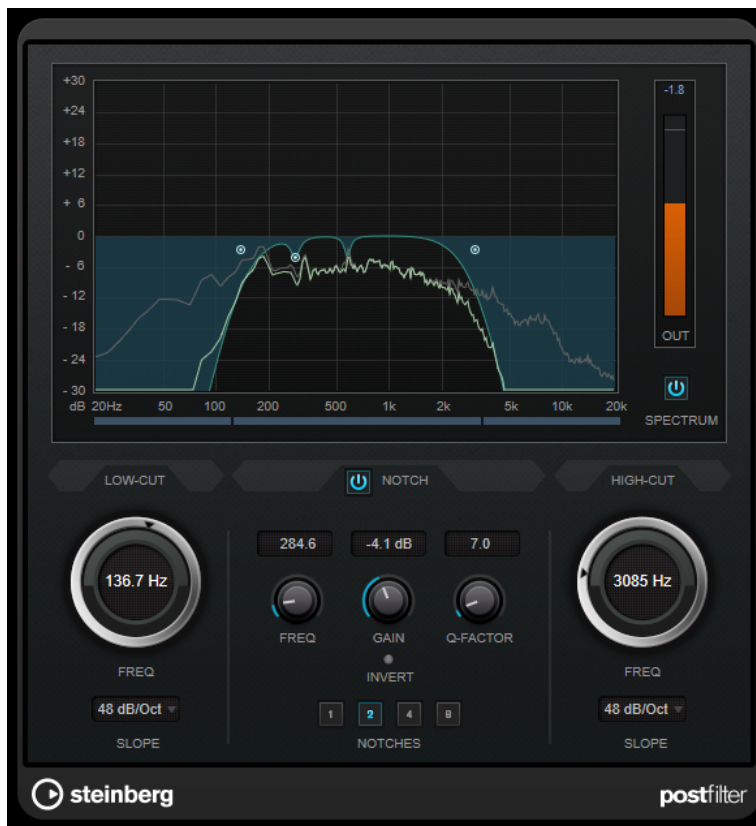 +30
-1.8
+24
+18
+12
+ 6
0
- 6
- 12
- 18
- 24
- 30
OUT
dB 20Hz 50 100 200 500 1k 2k 5k 10k 20k
SPECTRUM
LOW-CUT
NOTCH
HIGH-CUT
284.6
-4.1 dB
7.0
136.7 Hz
3085 Hz
FREQ
GAIN
Q-FACTOR
FREQ
INVERT
FREQ
48 dB/Oct
1 2 4 8
48 dB/Oct
SLOPE
NOTCHES
SLOPE
steinberg
postfilter